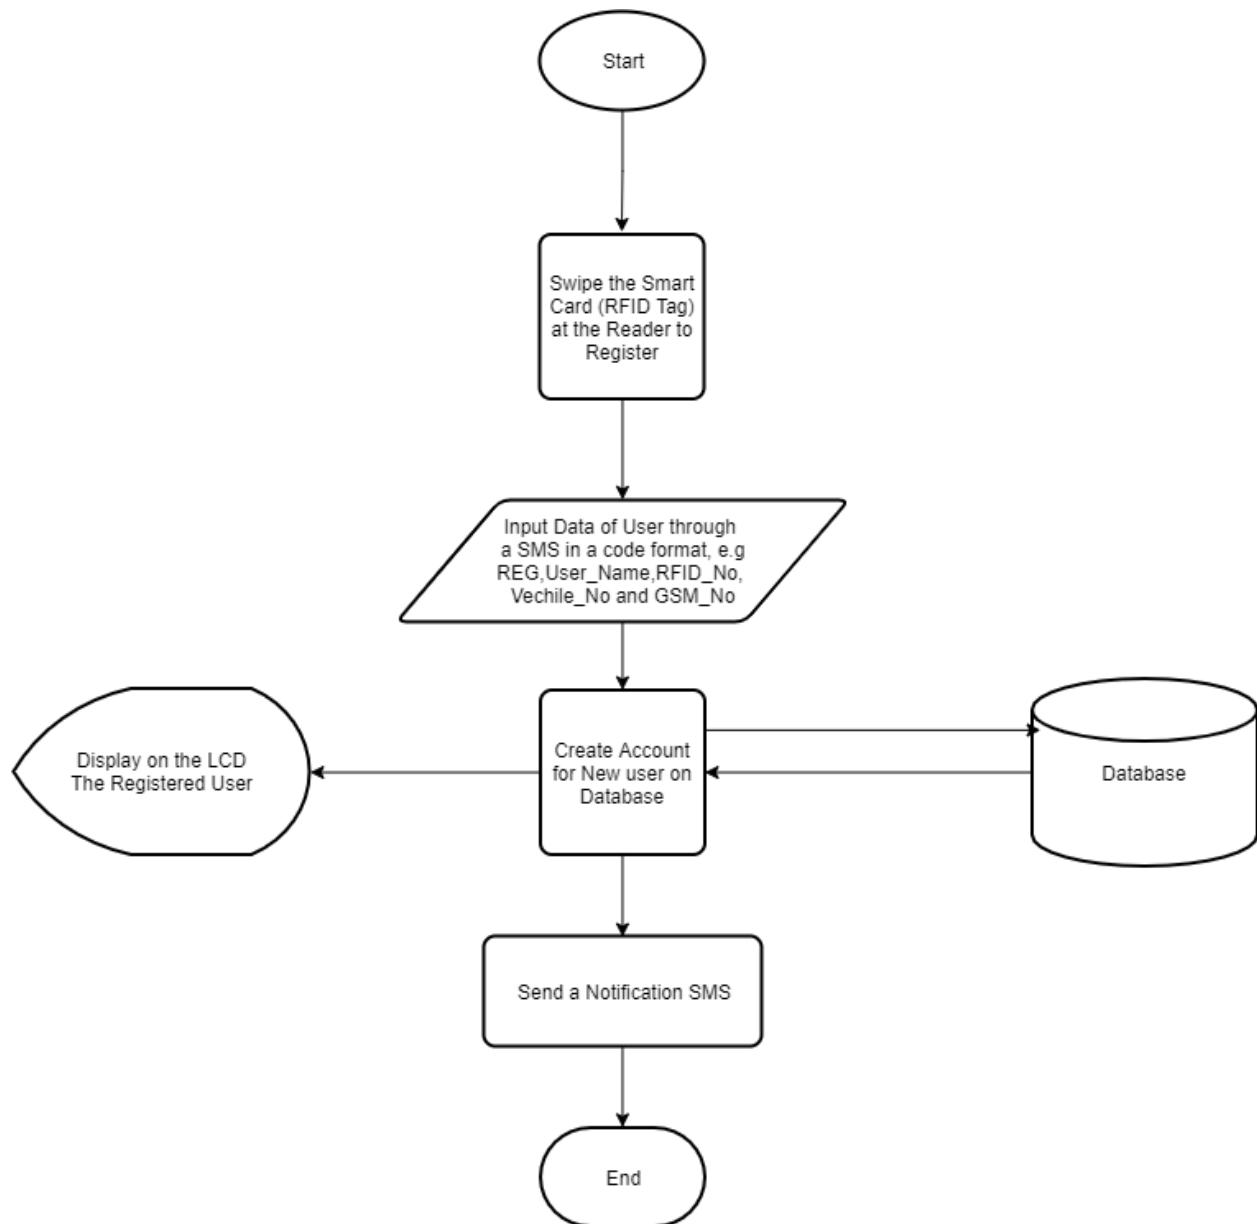 Start
Swipe the Smart
Card (RFID Tag)
at the Reader to
Register
Input Data of User through
a SMS in a code format, e.g
REG,User_Name,RFID_No,
Vechile_No and GSM_No
Display on the LCD
The Registered User
Create Account
for New user on
Database
Database
Send a Notification SMS
End